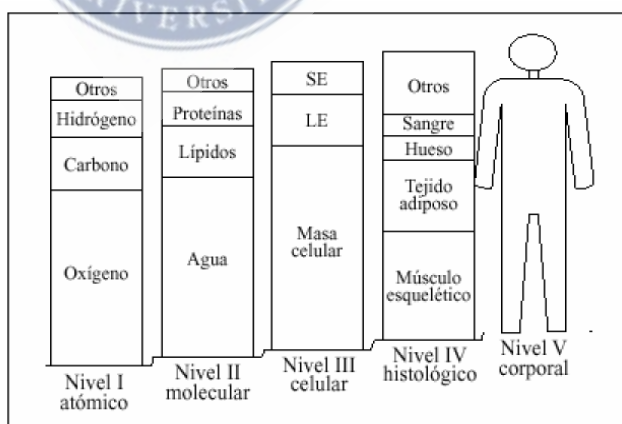 VERS
Otros
Hidrógeno
Carbono
Oxígeno
Nivel I
atómico
Otros
Proteínas
Lípidos
Agua
Nivel II
molecular
SE
LE
Masa
celular
Nivel III
celular
Otros
Sangre
Hueso
Tejido
adiposo
Músculo
esquelético
Nivel IV
histológico
Nivel V
corporal